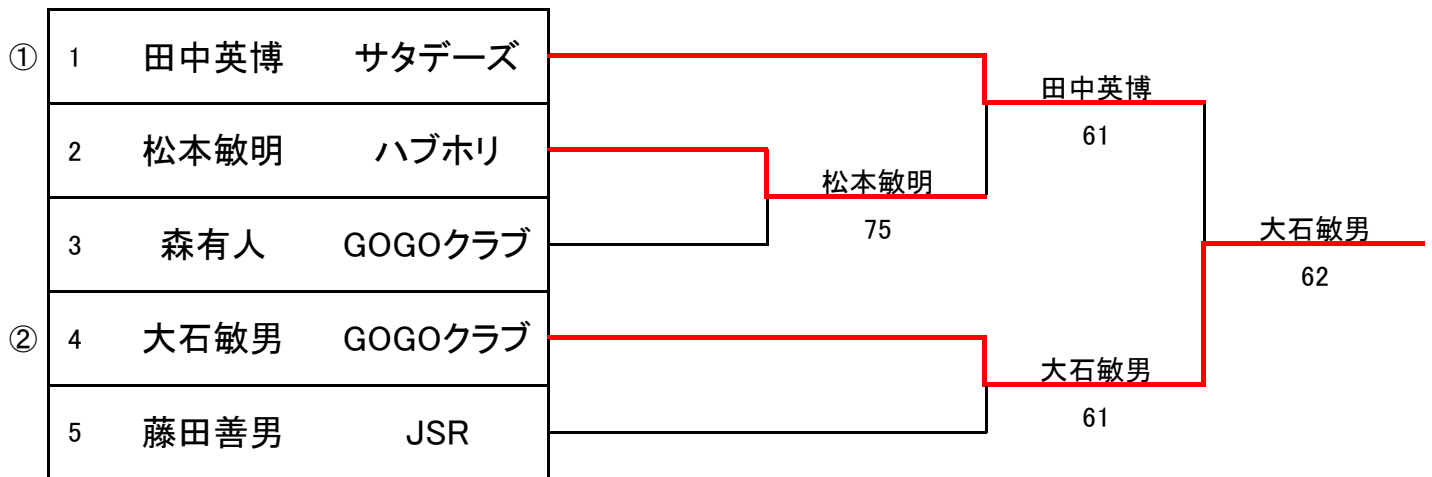 ① 1 田中英博 サタデーズ
田中英博
61
2 松本敏明 ハブホリ
松本敏明
75
3 森有人 GOGOクラブ
大石敏男
62
② 4 大石敏男 GOGOクラブ
大石敏男
61
5 藤田善男 JSR